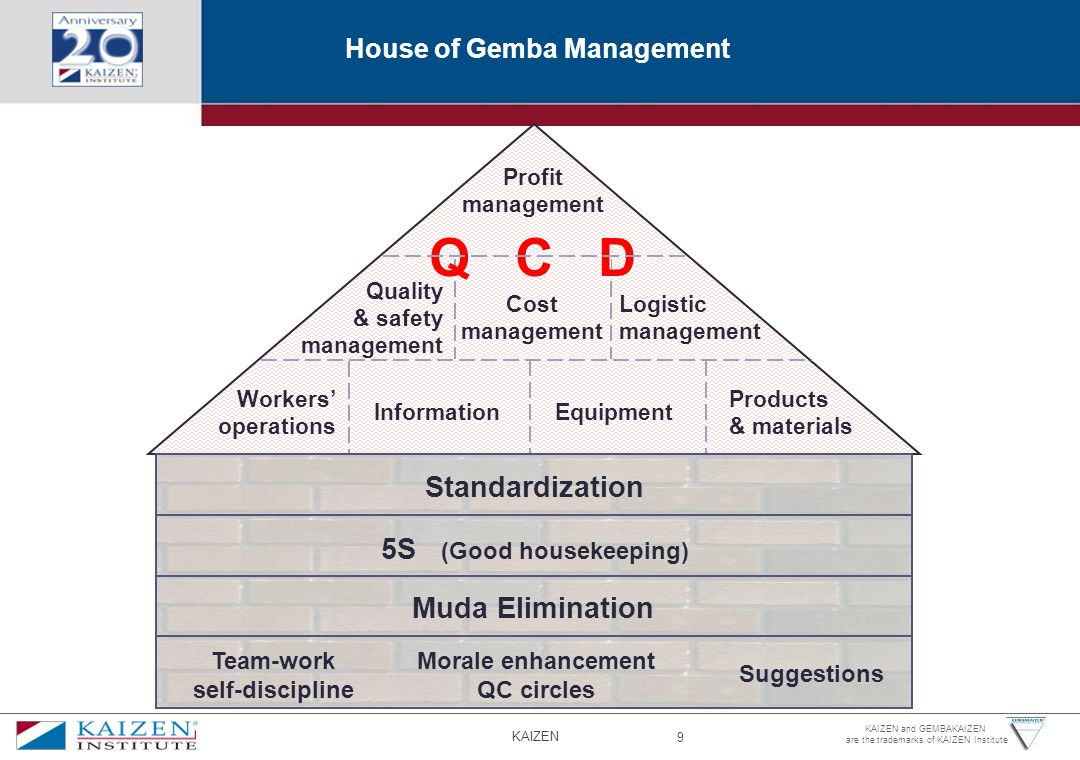 Anniversary
20
KAIZEN
INSTITUTE
House of Gemba Management
Profit
management
Q C D
Quality
& safety
management
Cost
management
Logistic
management
Workers’
operations
Information
Equipment
Products
& materials
Standardization
5S (Good housekeeping)
Muda Elimination
Team-work
self-discipline
Morale enhancement
QC circles
Suggestions
KAIZEN
INSTITUTE
KAIZEN
9
KAIZEN and GEMBAKAIZEN
are the trademarks of KAIZEN Institute
GEMBAKAIZEN